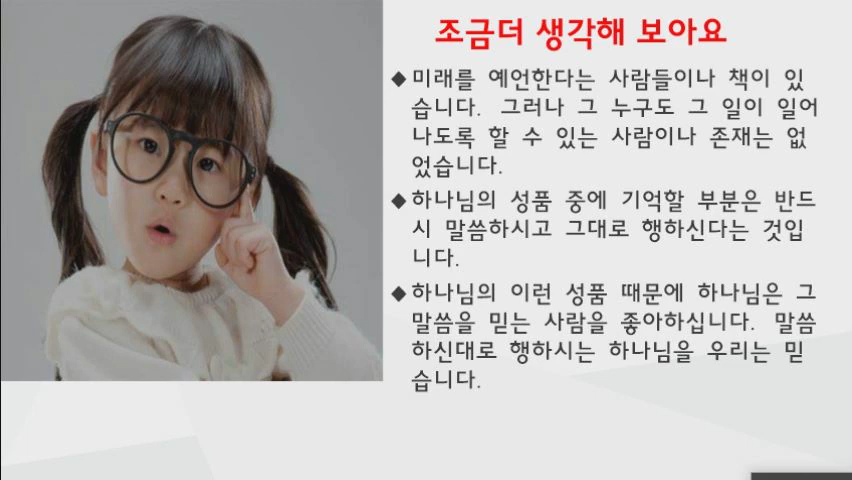 조금더 생각해 보아요
◆미래를 예언한다는 사람들이나 책이 있
습니다. 그러나 그 누구도 그 일이 일어
나도록 할 수 있는 사람이나 존재는 없
었습니다.
◆하나님의 성품 중에 기억할 부분은 반드
시 말씀하시고 그대로 행하신다는 것입
니다.
◆하나님의 이런 성품 때문에 하나님은 그
말씀을 믿는 사람을 좋아하십니다. 말씀
하신대로 행하시는 하나님을 우리는 믿
습니다.